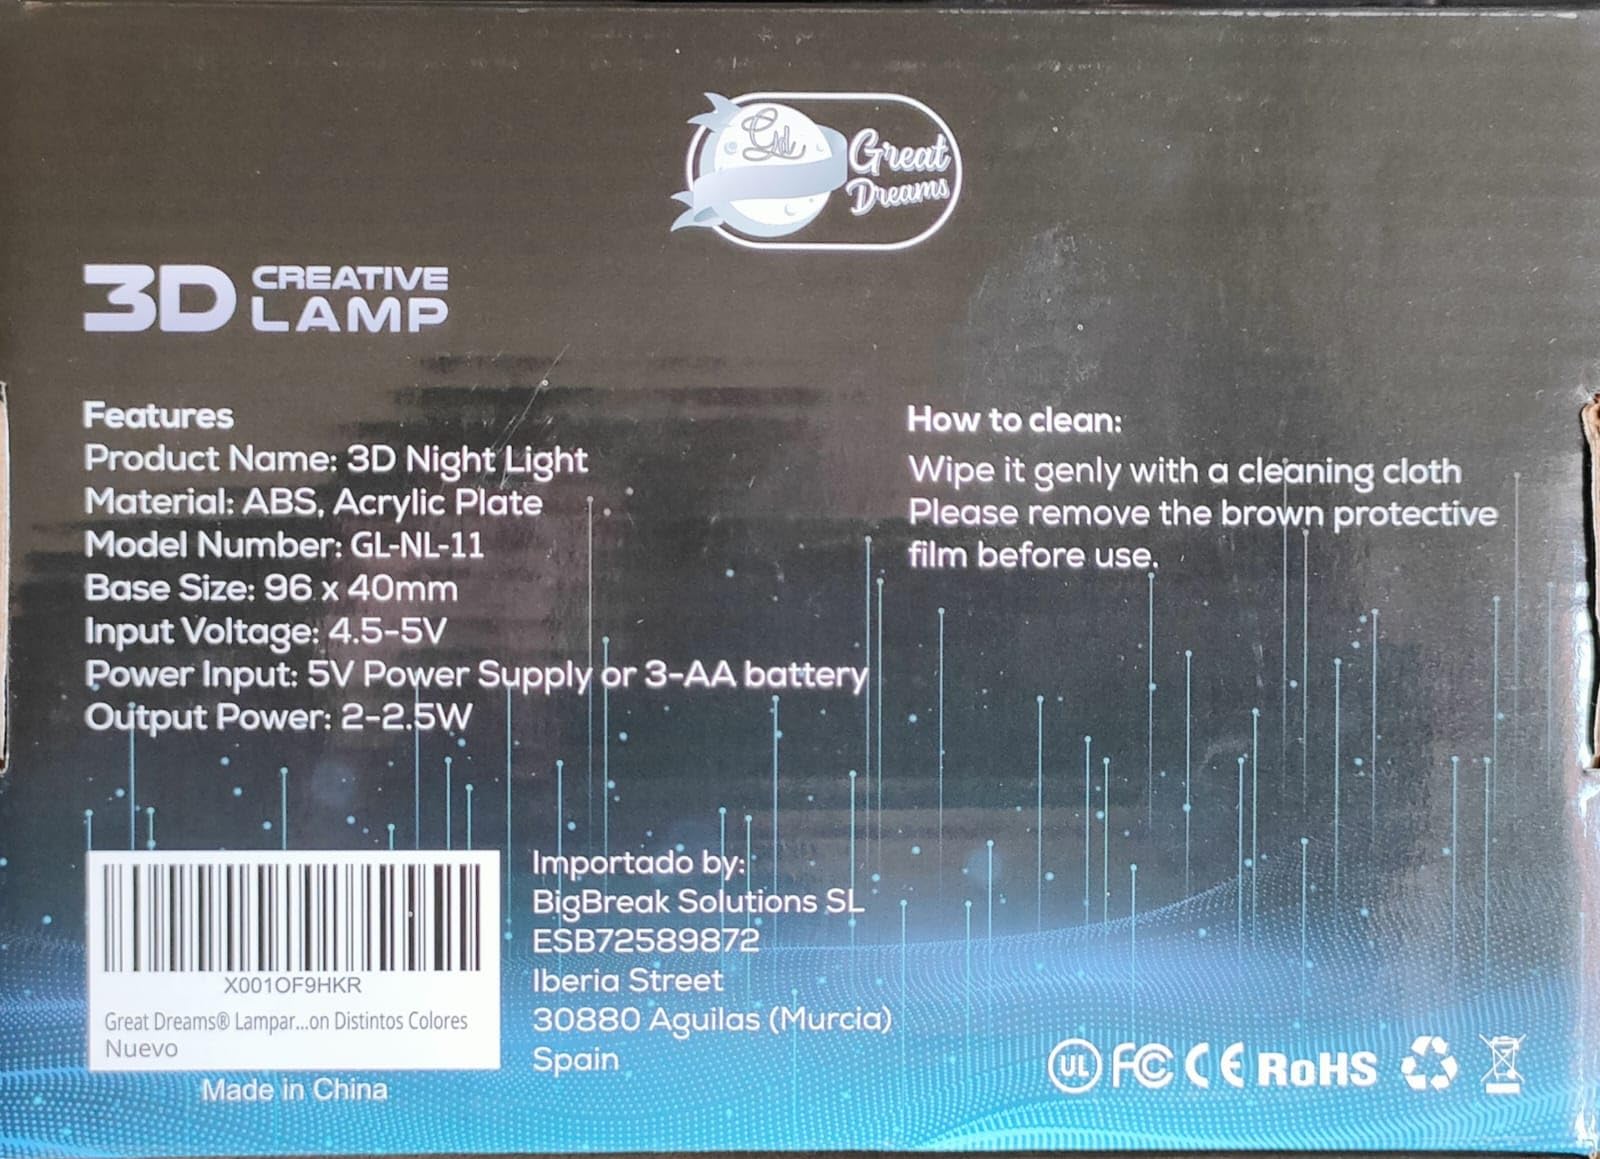 Gd
Great
Dreams
3D CREATIVE
LAMP
Features
Product Name: 3D Night Light
Material: ABS, Acrylic Plate
Model Number: GL-NL-11
Base Size: 96 x 40mm
Input Voltage: 4.5-5V
Power Input: 5V Power Supply or 3-AA battery
Output Power: 2-2.5W
How to clean:
Wipe it genly with a cleaning cloth
Please remove the brown protective
film before use.
X001OF9HKR
Great Dreams® Lampar...on Distintos Colores
Nuevo
Made in China
Importado by:
BigBreak Solutions SL
ESB72589872
Iberia Street
30880 Aguilas (Murcia)
Spain
UL FC CE RoHS